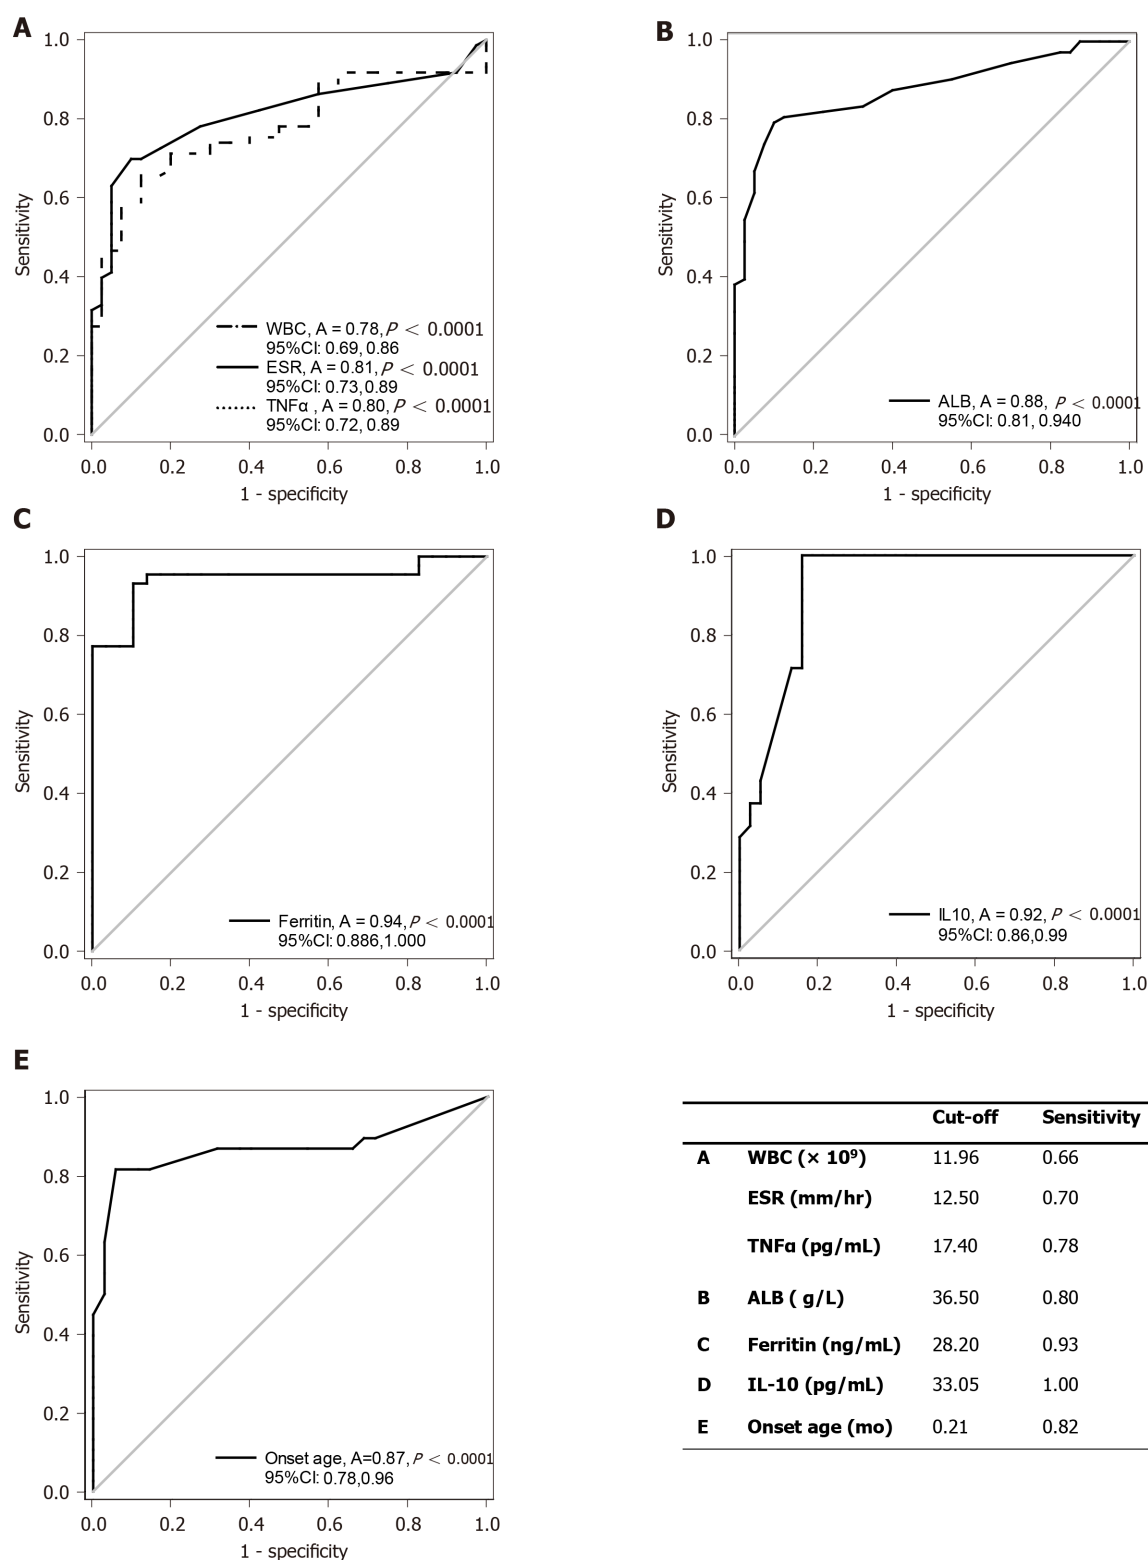 A
1.0
0.8
0.6
0.4
0.2
0.0
Sensitivity
WBC, A = 0.78, P < 0.0001
95%CI: 0.69, 0.86
ESR, A = 0.81, P < 0.0001
95%CI: 0.73, 0.89
TNFα , A = 0.80, P < 0.0001
95%CI: 0.72, 0.89
0.0 0.2 0.4 0.6 0.8 1.0
1 - specificity
B
1.0
0.8
0.6
0.4
0.2
0.0
Sensitivity
ALB, A = 0.88, P < 0.0001
95%CI: 0.81, 0.940
0.0 0.2 0.4 0.6 0.8 1.0
1 - specificity
C
1.0
0.8
0.6
0.4
0.2
0.0
Sensitivity
Ferritin, A = 0.94, P < 0.0001
95%CI: 0.886,1.000
0.0 0.2 0.4 0.6 0.8 1.0
1 - specificity
D
1.0
0.8
0.6
0.4
0.2
0.0
Sensitivity
IL10, A = 0.92, P < 0.0001
95%CI: 0.86,0.99
0.0 0.2 0.4 0.6 0.8 1.0
1 - specificity
E
1.0
0.8
0.6
0.4
0.2
0.0
Sensitivity
Onset age, A=0.87, P < 0.0001
95%CI: 0.78,0.96
0.0 0.2 0.4 0.6 0.8 1.0
1 - specificity
Cut-off Sensitivity
A WBC (× 10⁹) 11.96 0.66
ESR (mm/hr) 12.50 0.70
TNFα (pg/mL) 17.40 0.78
B ALB ( g/L) 36.50 0.80
C Ferritin (ng/mL) 28.20 0.93
D IL-10 (pg/mL) 33.05 1.00
E Onset age (mo) 0.21 0.82